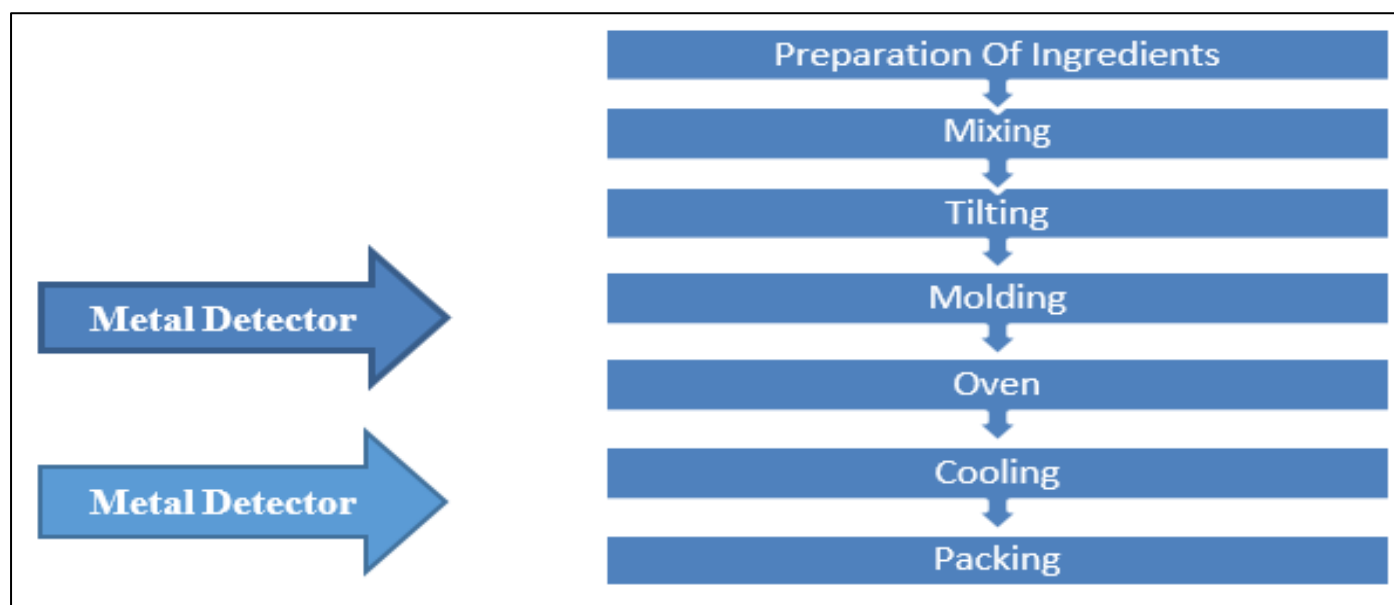 Preparation Of Ingredients
Mixing
Tilting
Molding
Metal Detector
Oven
Cooling
Metal Detector
Packing